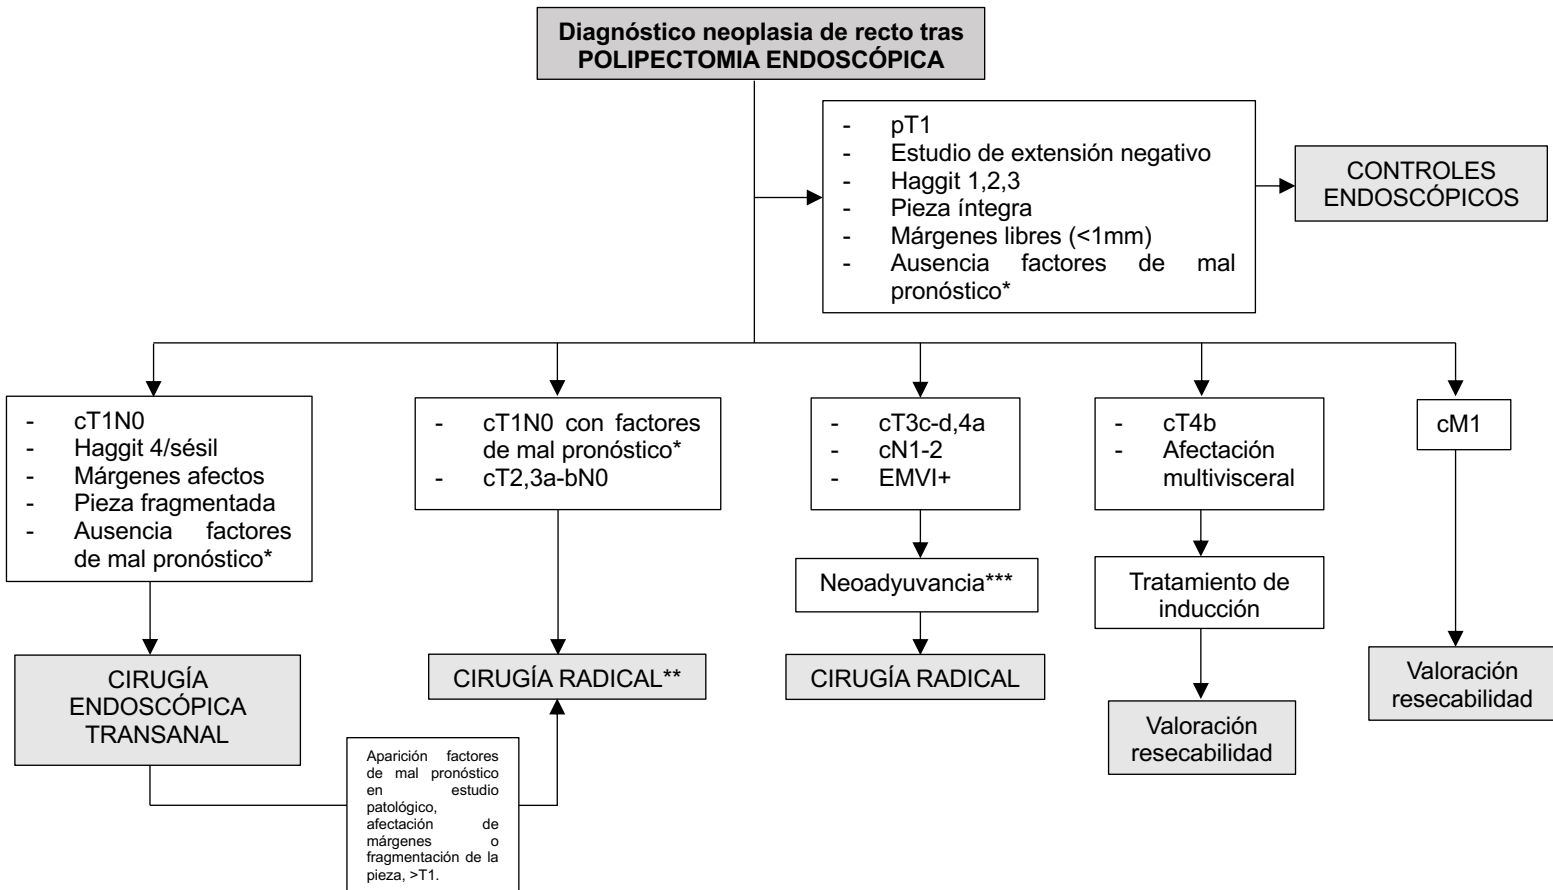 Diagnóstico neoplasia de recto tras
POLIPECTOMIA ENDOSCÓPICA
- pT1
- Estudio de extensión negativo
- Haggit 1,2,3
- Pieza íntegra
- Márgenes libres (<1mm)
- Ausencia factores de mal
pronóstico*
CONTROLES
ENDOSCÓPICOS
- cT1N0
- Haggit 4/sésil
- Márgenes afectos
- Pieza fragmentada
- Ausencia factores
de mal pronóstico*
- cT1N0 con factores
de mal pronóstico*
- cT2,3a-bN0
- cT3c-d,4a
- cN1-2
- EMVI+
- cT4b
- Afectación
multivisceral
cM1
Neoadyuvancia***
Tratamiento de
inducción
CIRUGÍA
ENDOSCÓPICA
TRANSANAL
CIRUGÍA RADICAL**
CIRUGÍA RADICAL
Valoración
resecabilidad
Valoración
resecabilidad
Aparición factores
de mal pronóstico
en estudio
patológico,
afectación de
márgenes o
fragmentación de la
pieza, >T1.